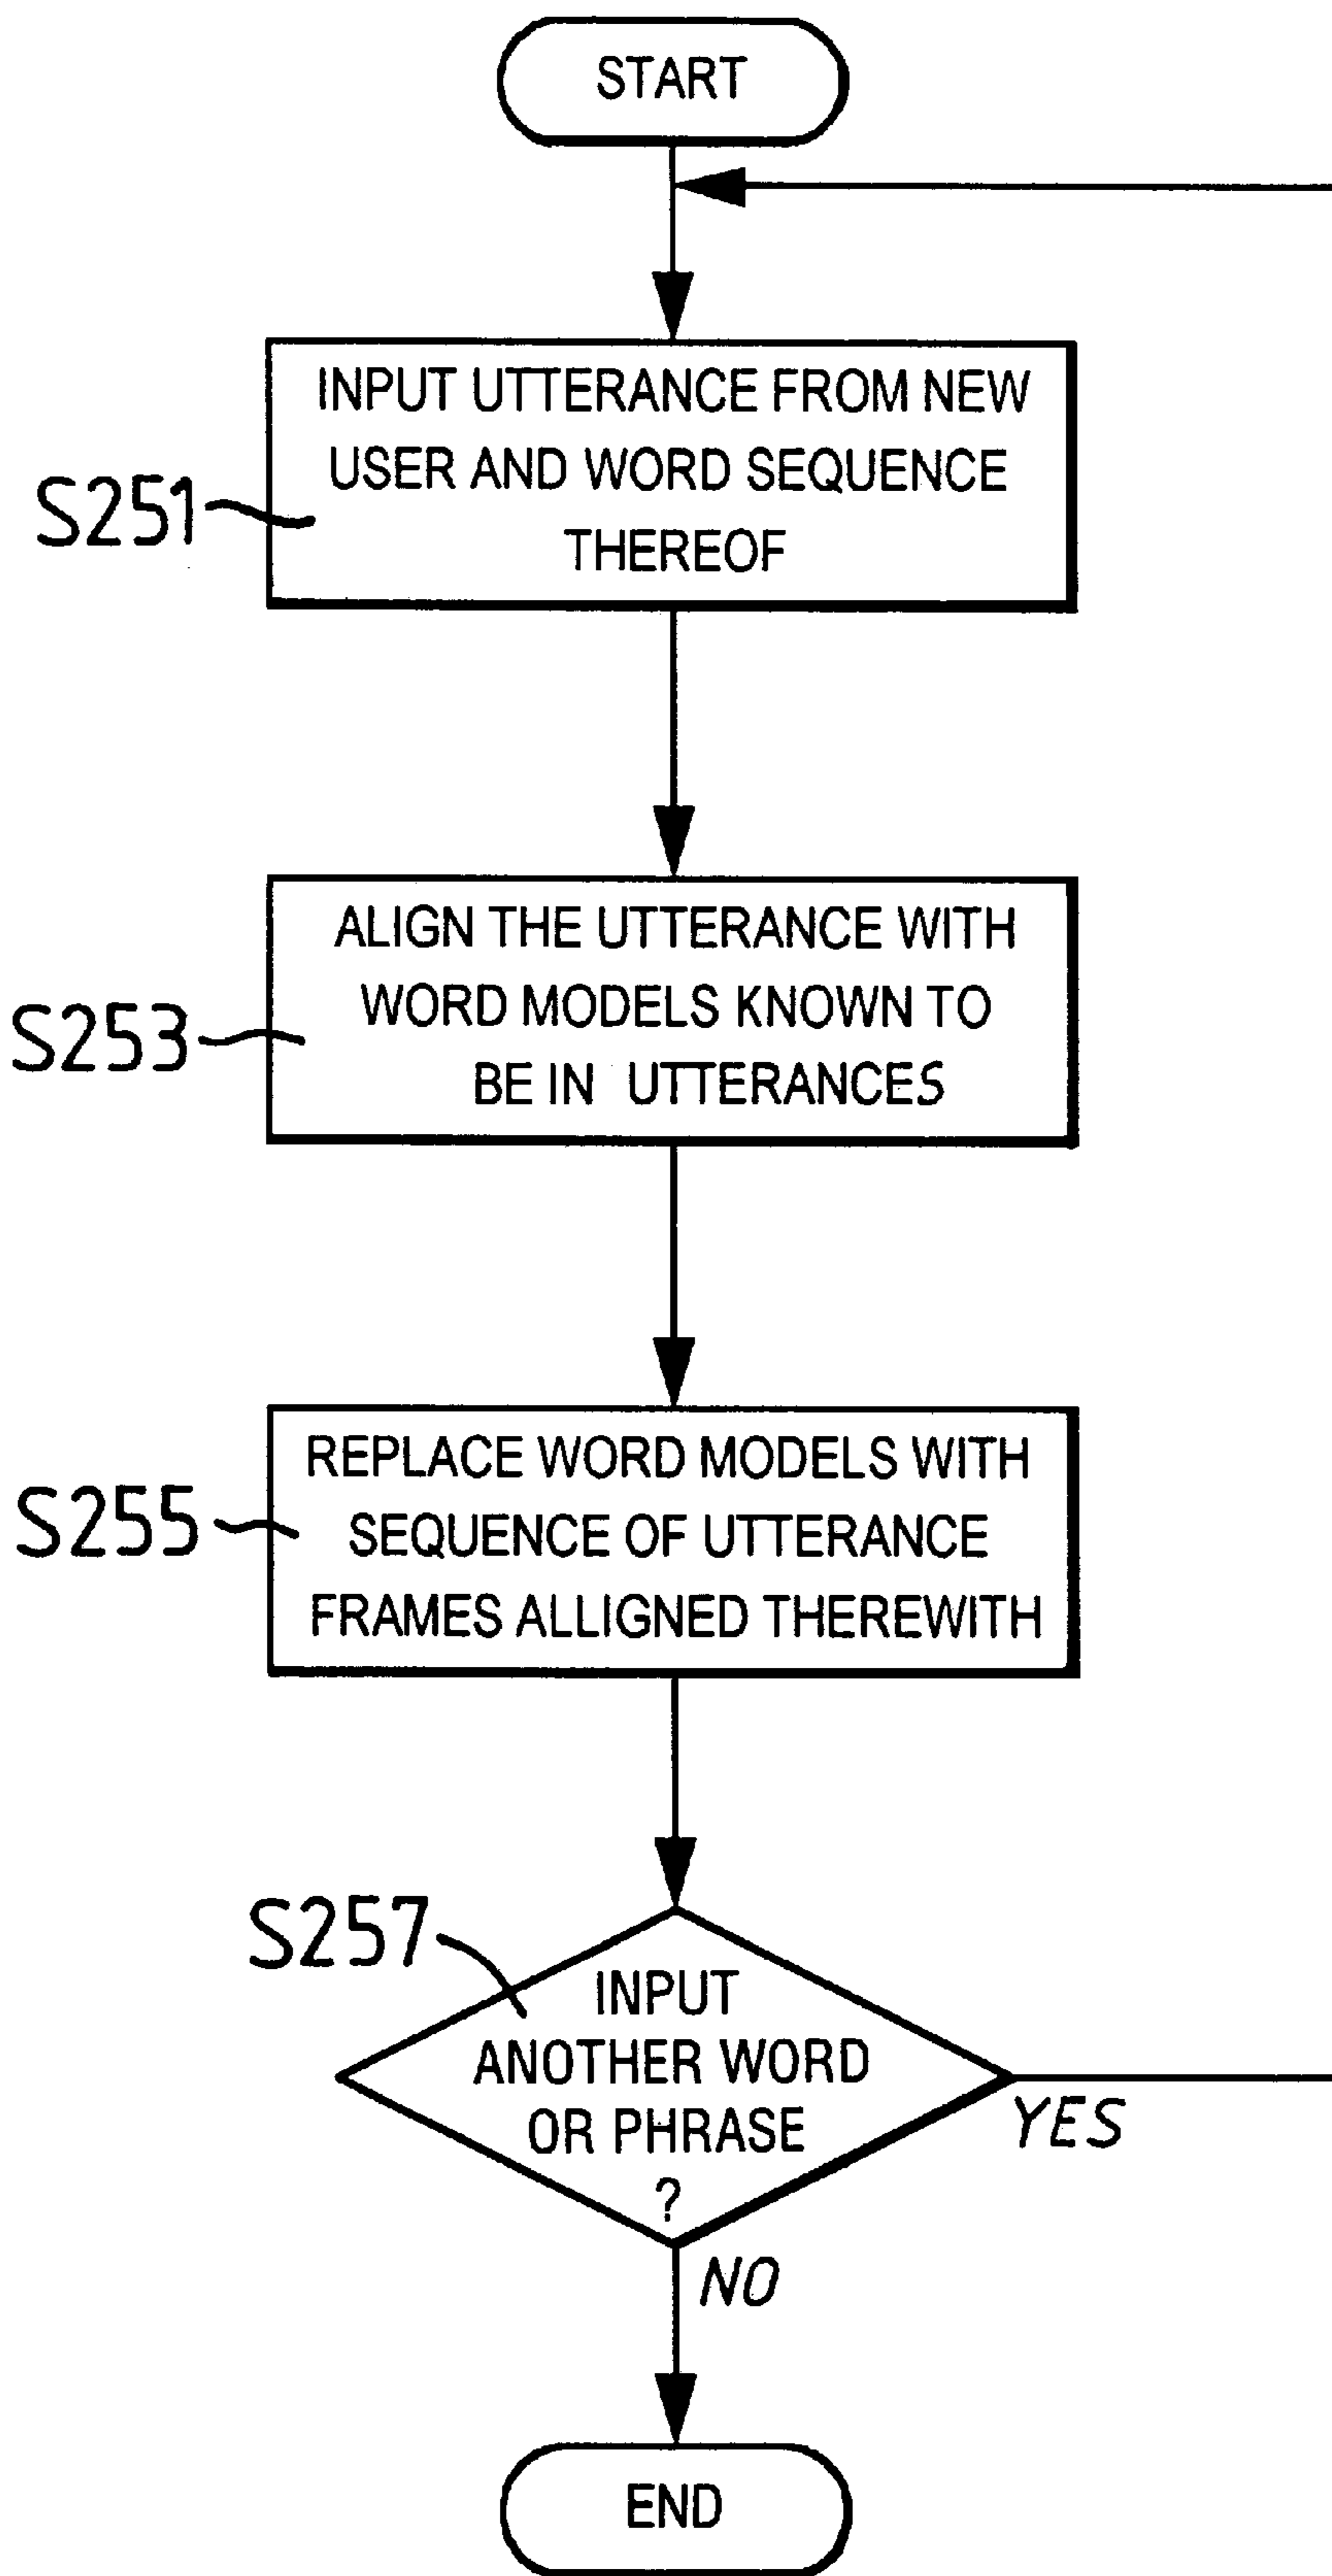 START
INPUT UTTERANCE FROM NEW
USER AND WORD SEQUENCE
THEREOF
S251
ALIGN THE UTTERANCE WITH
WORD MODELS KNOWN TO
BE IN UTTERANCES
S253
REPLACE WORD MODELS WITH
SEQUENCE OF UTTERANCE
FRAMES ALLIGNED THEREWITH
S255
S257
INPUT
ANOTHER WORD
OR PHRASE
?
YES
NO
END